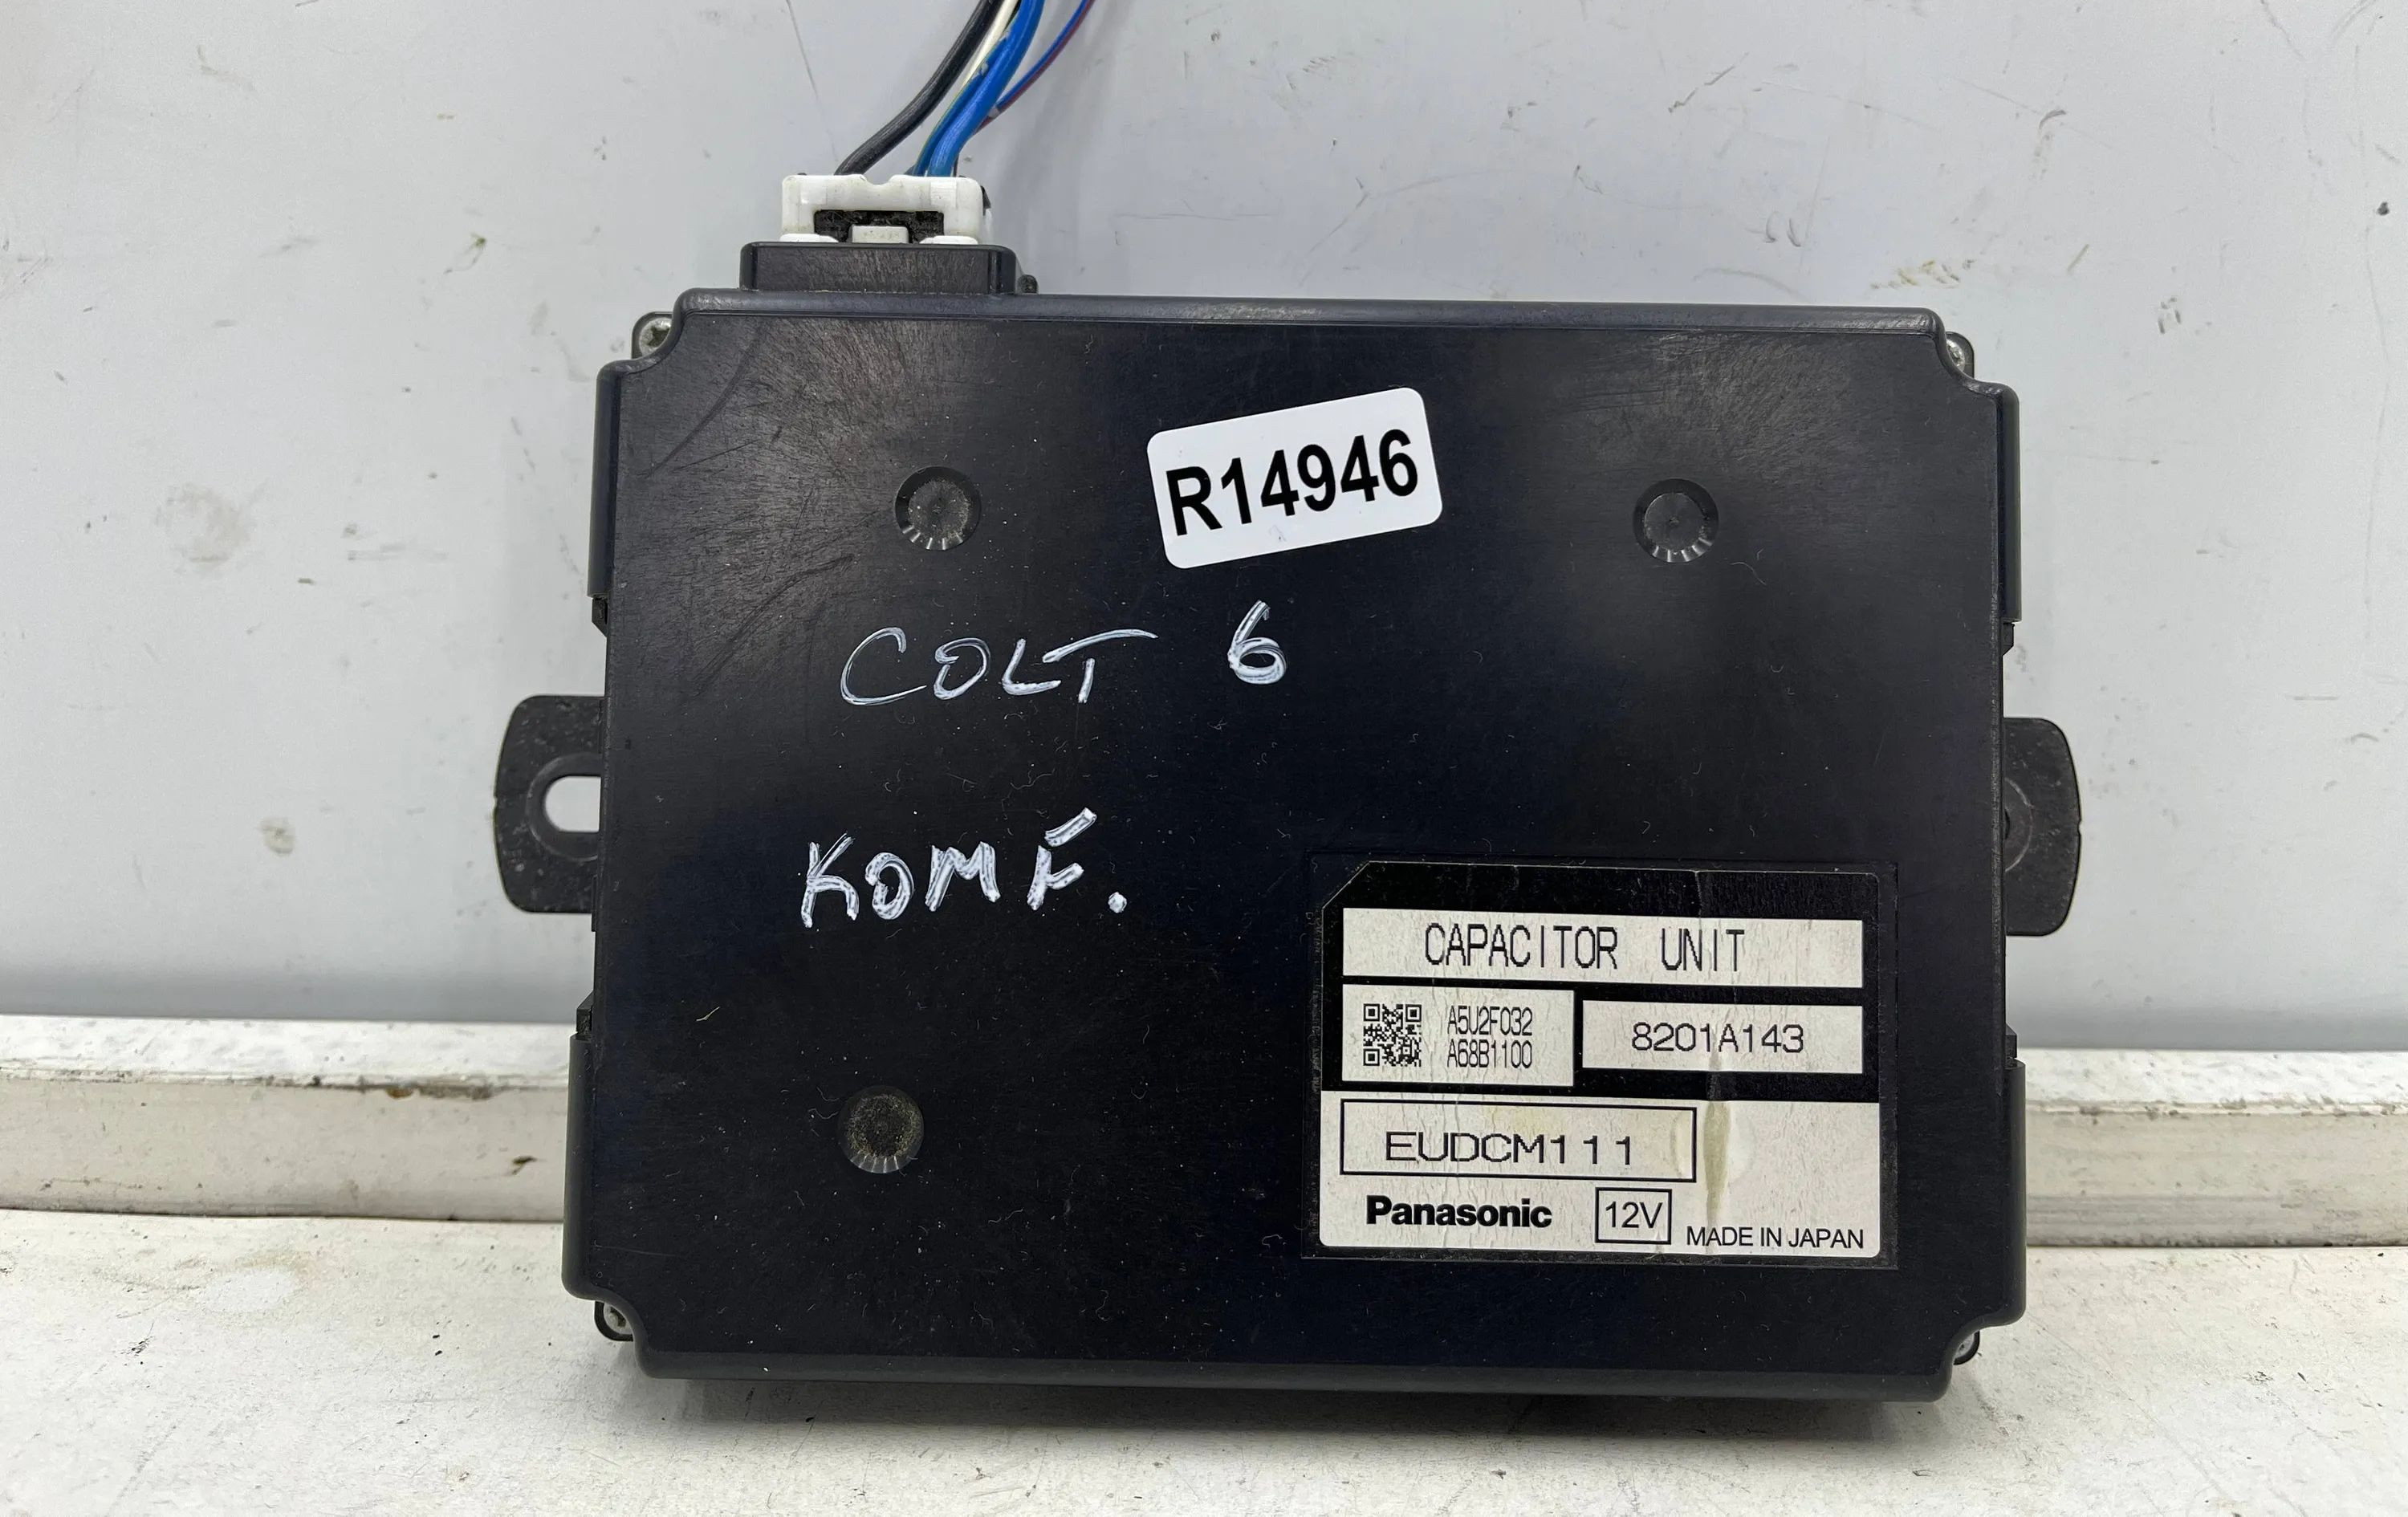 R14946
COLT 6
KOMF.
CAPACITOR UNIT
A5U2F032
A68B1100
8201A143
EUDCM111
Panasonic 12V MADE IN JAPAN